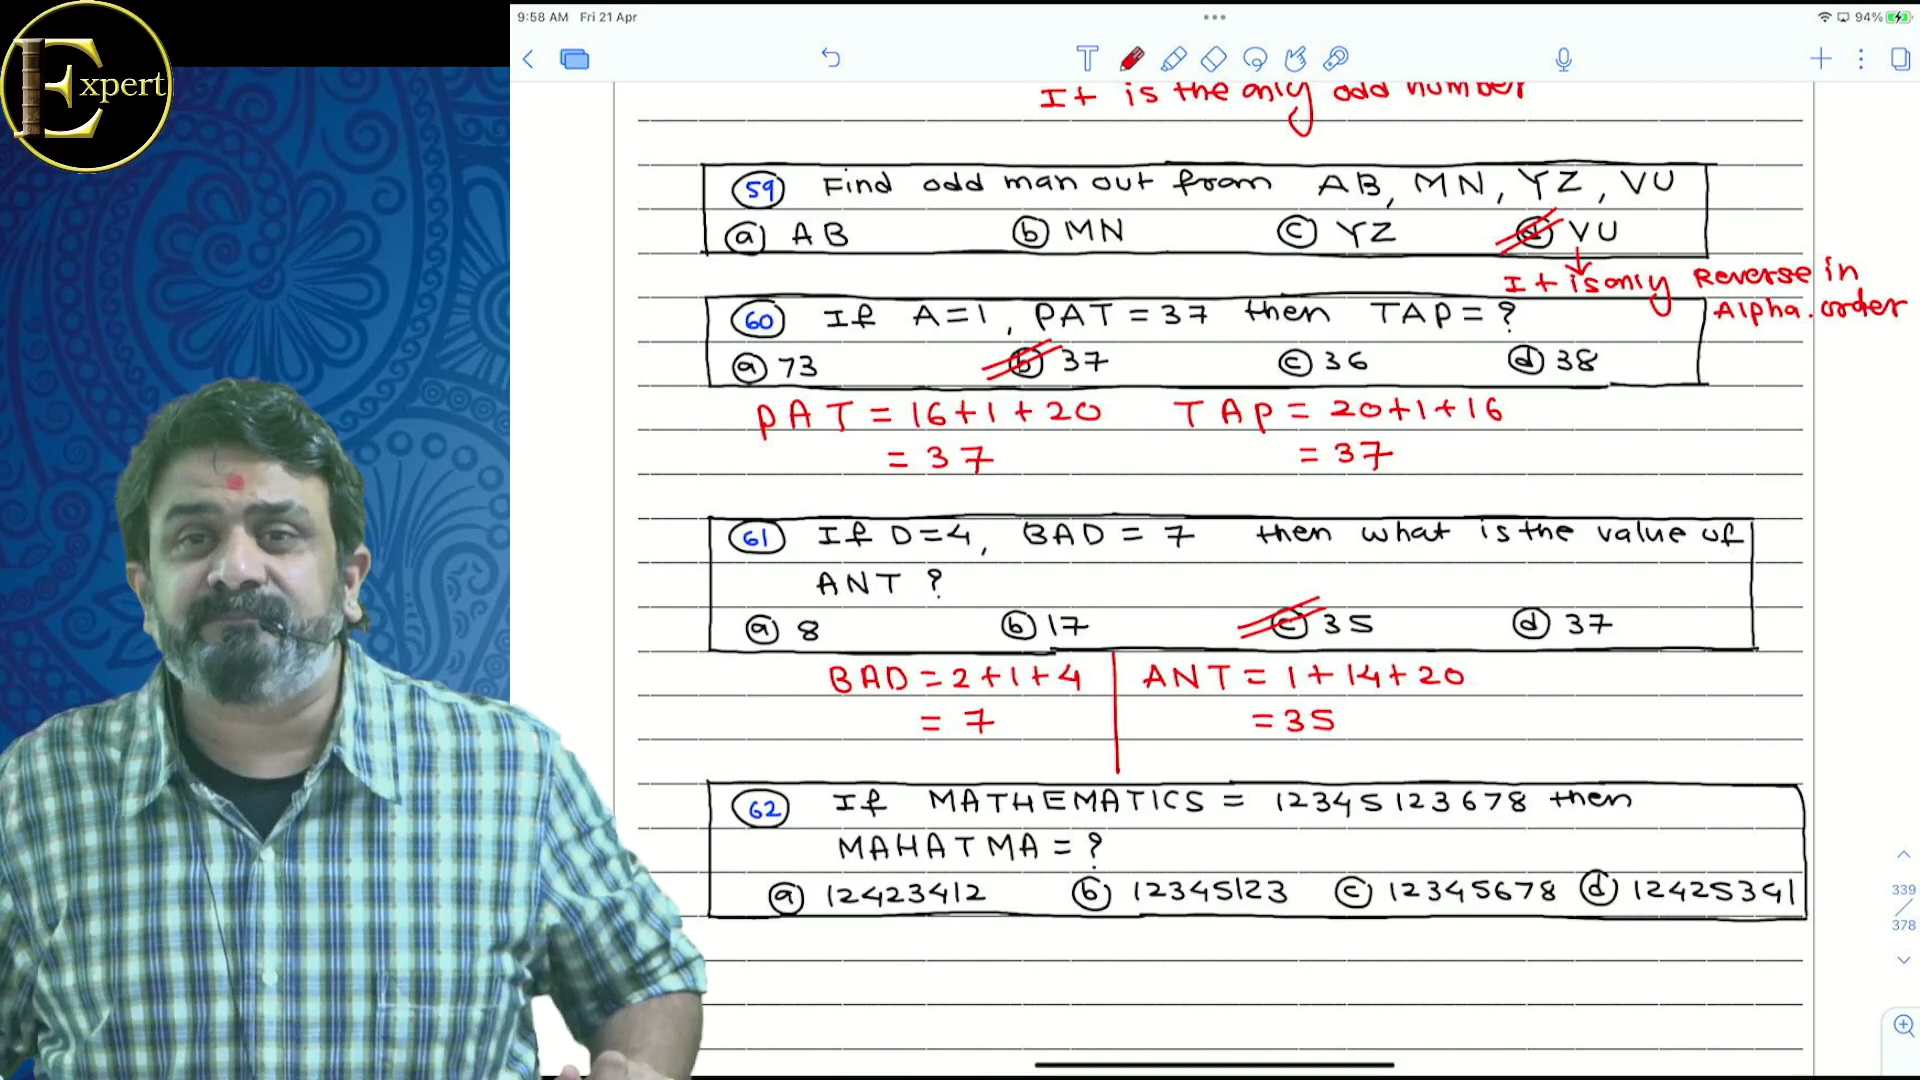 Expert
9:58 AM Fri 21 Apr
94%
It is the only odd number
59 Find odd man out from AB, MN, YZ, VU
a AB b MN c YZ d VU
It is only Reverse in
Alpha. order
60 If A=1, PAT = 37 then TAP = ?
a 73 b 37 c 36 d 38
PAT = 16+1+20 TAP = 20+1+16
= 37 = 37
61 If D=4, BAD = 7 then what is the value of
ANT ?
a 8 b 17 c 35 d 37
BAD = 2+1+4 ANT = 1+14+20
= 7 = 35
62 If MATHEMATICS = 12345123678 then
MAHATMA = ?
a 12423412 b 12345123 c 12345678 d 12425341
339
378